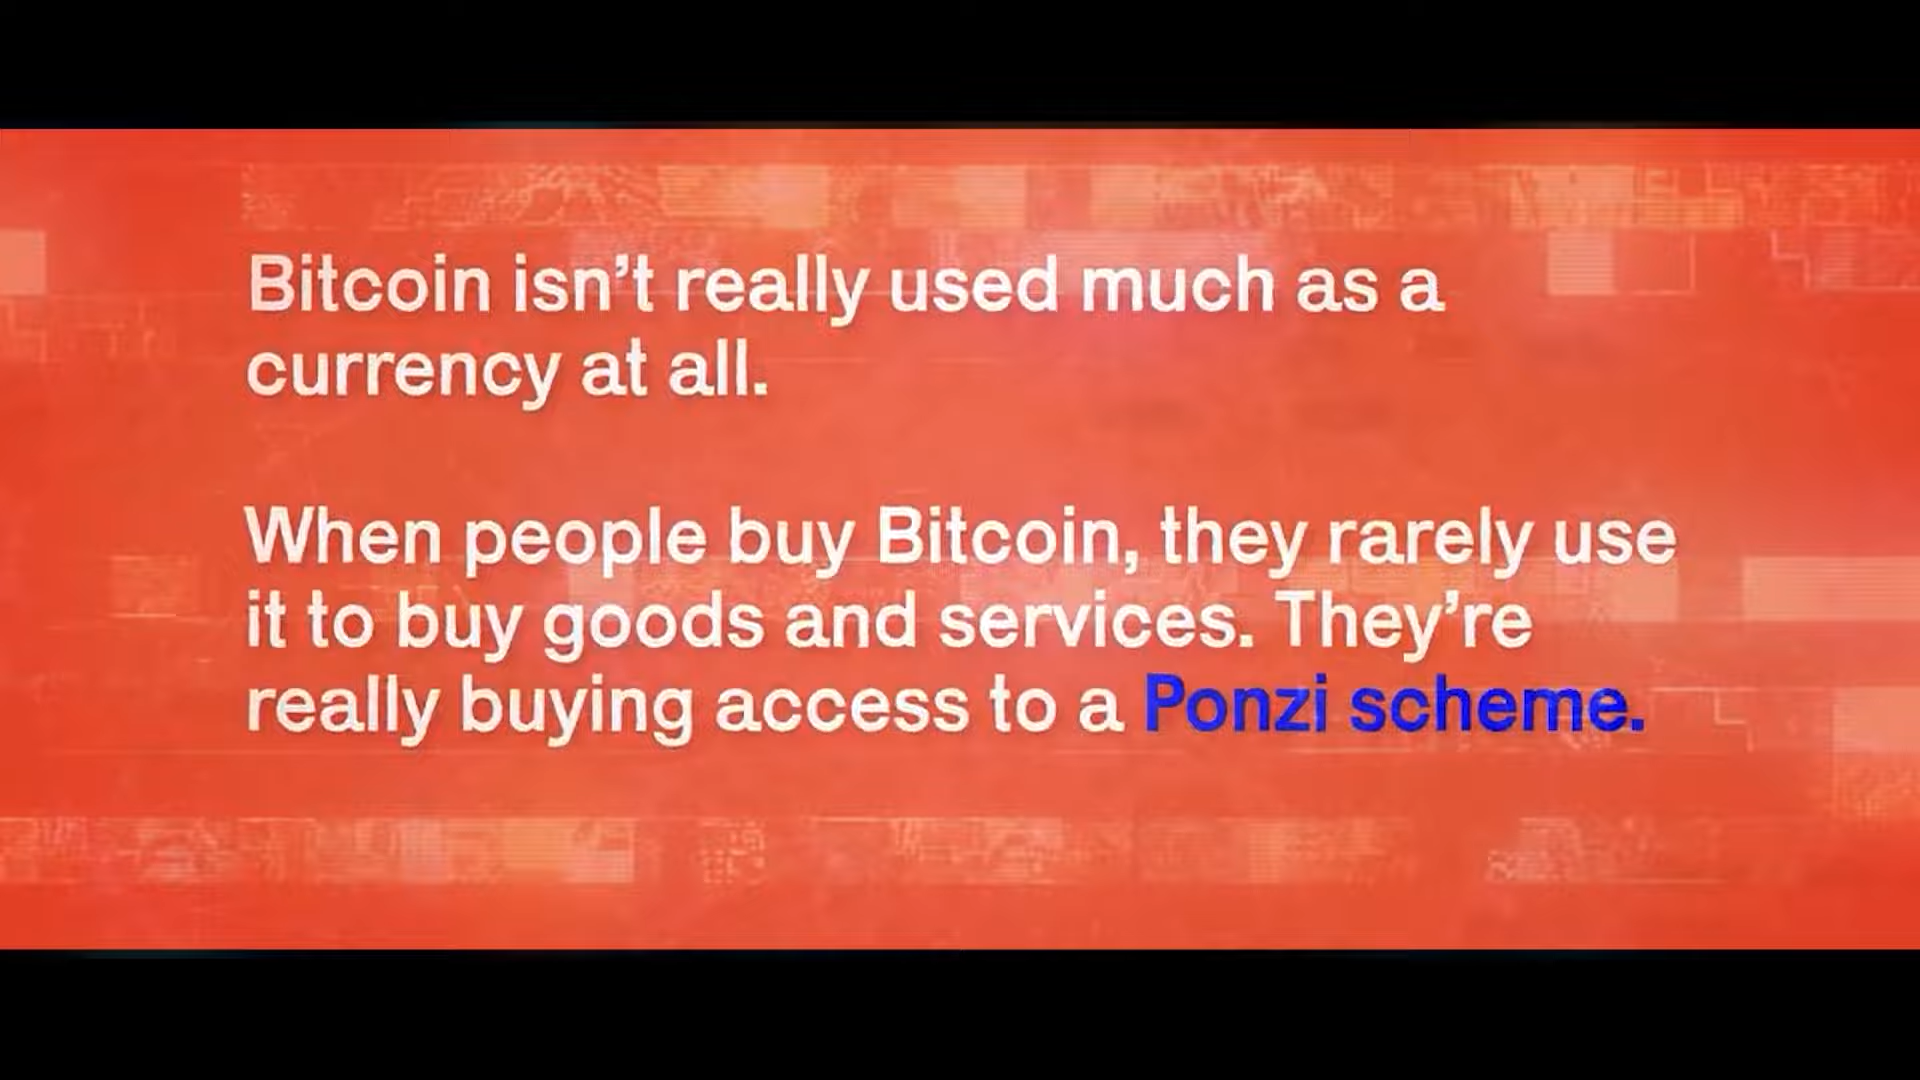 Bitcoin isn’t really used much as a
currency at all.
When people buy Bitcoin, they rarely use
it to buy goods and services. They’re
really buying access to a Ponzi scheme.